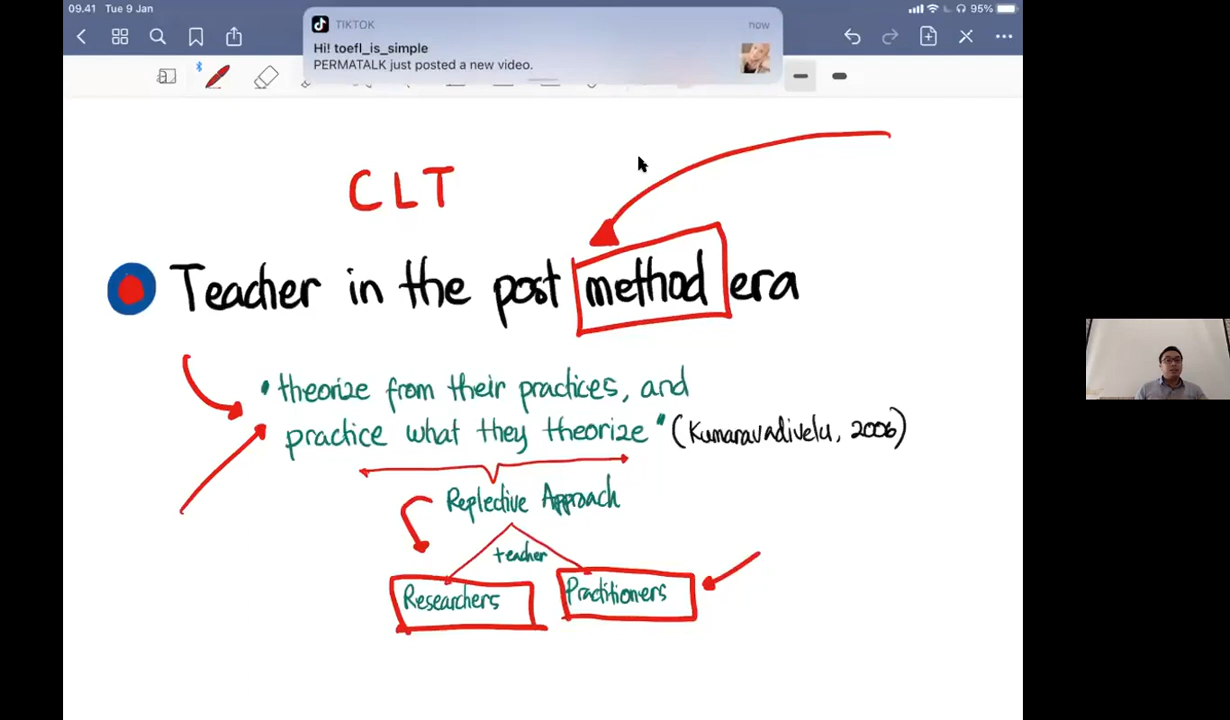 09.41 Tue 9 Jan
95%
TIKTOK
now
Hi! toefl_is_simple
PERMATALK just posted a new video.
CLT
Teacher in the post method era
"theorize from their practices, and
practice what they theorize" (Kumaravadivelu, 2006)
Replective Approach
teacher
Researchers
Practitioners